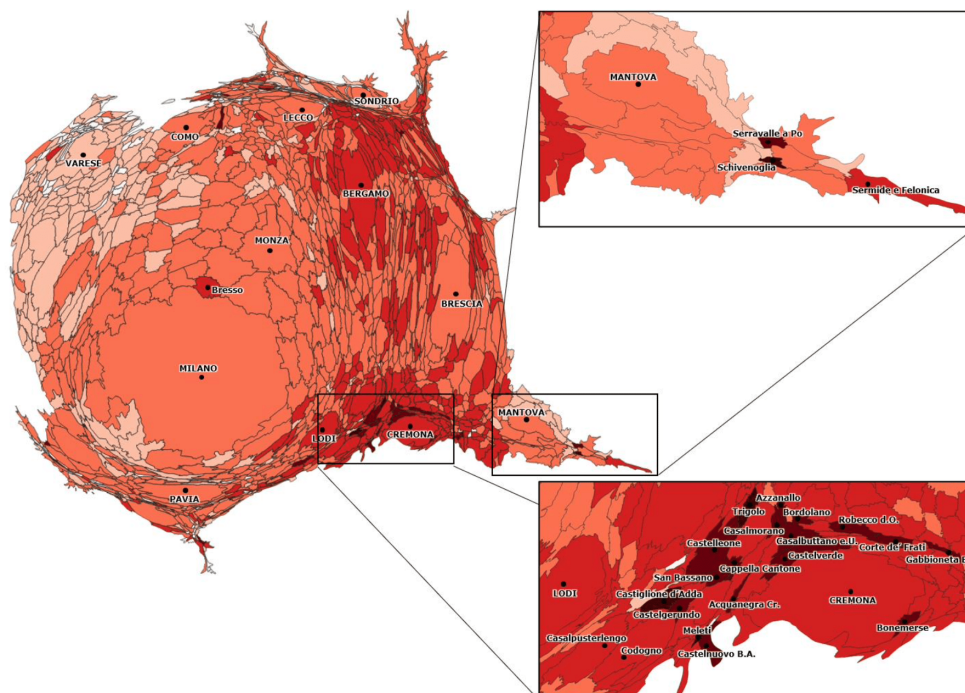 SONDRIO
LECCO
COMO
VARESE
BERGAMO
MONZA
Bresso
BRESCIA
MILANO
MANTOVA
LODI
CREMONA
PAVIA
MANTOVA
Serravalle a Po
Schivenoglia
Sermide e Felonica
Azzanallo
Trigolo
Bordolano
Casalmorano
Robecco d'O.
Casalbuttano e.U.
Corte de' Frati
Castelleone
Castelverde
Gabbioneta B
Cappella Cantone
San Bassano
LODI
Castiglione d'Adda
CREMONA
Acquanegra Cr.
Castelgerundo
Bonemerse
Meleti
Casalpusterlengo
Codogno
Castelnuovo B.A.